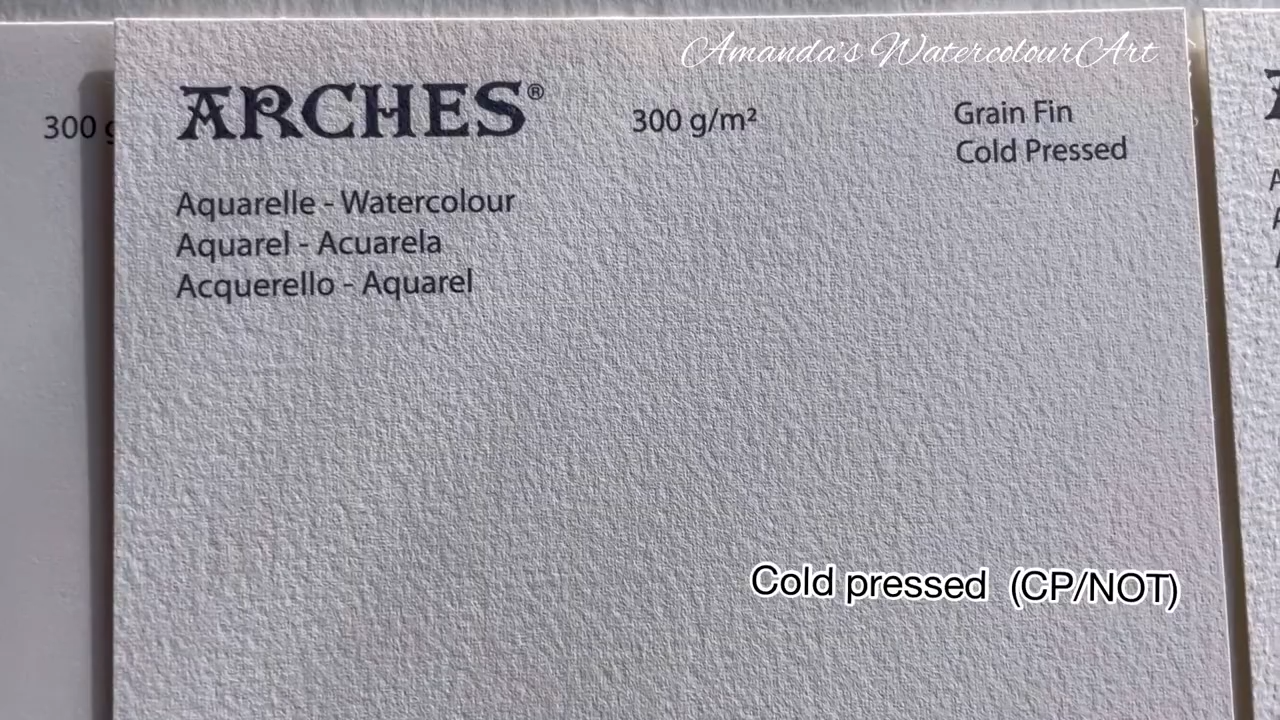 Amanda's WatercolourArt
300 g
ARCHES®
300 g/m²
Grain Fin
Cold Pressed
Aquarelle - Watercolour
Aquarel - Acuarela
Acquerello - Aquarel
Cold pressed (CP/NOT)